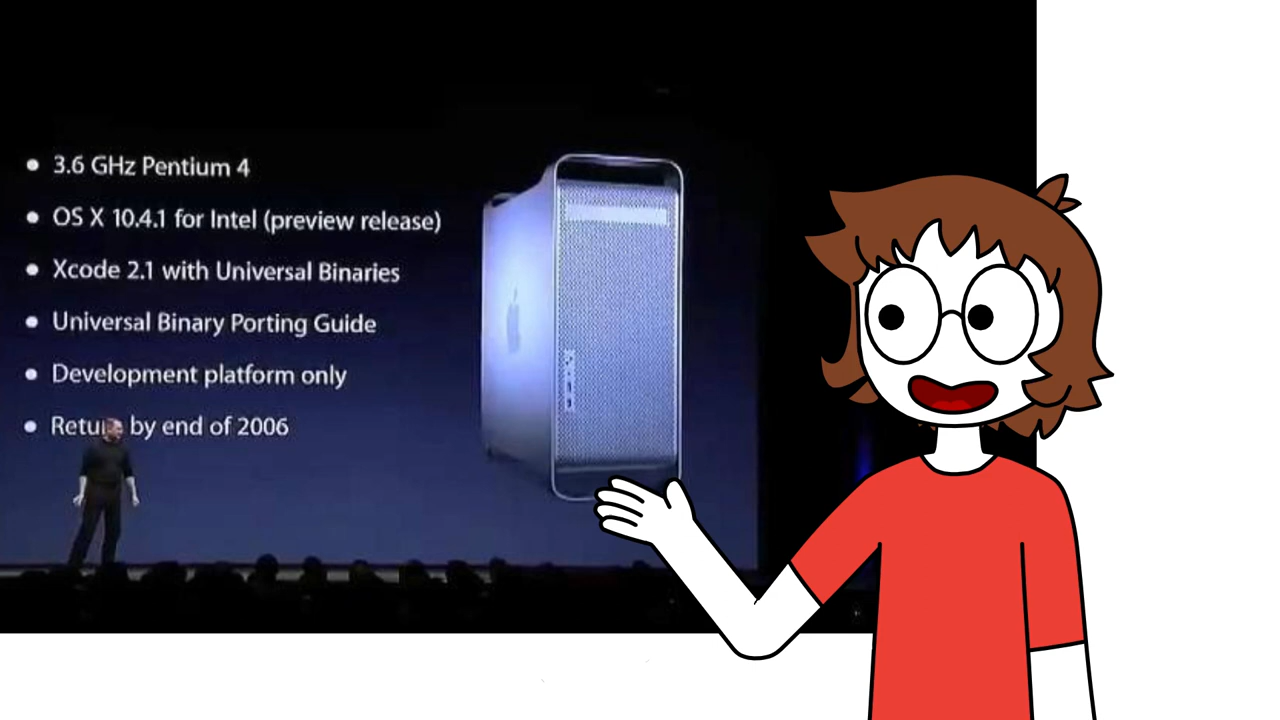 3.6 GHz Pentium 4
OS X 10.4.1 for Intel (preview release)
Xcode 2.1 with Universal Binaries
Universal Binary Porting Guide
Development platform only
Return by end of 2006